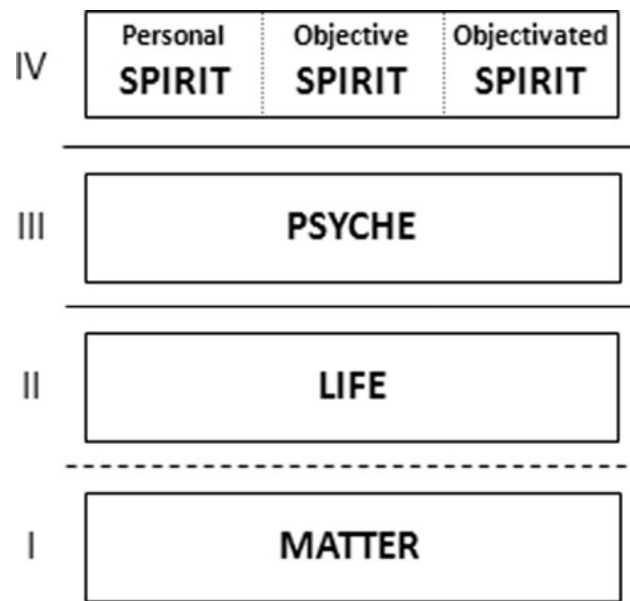 IV
Personal Objective Objectivated
SPIRIT SPIRIT SPIRIT
III
PSYCHE
II
LIFE
I
MATTER